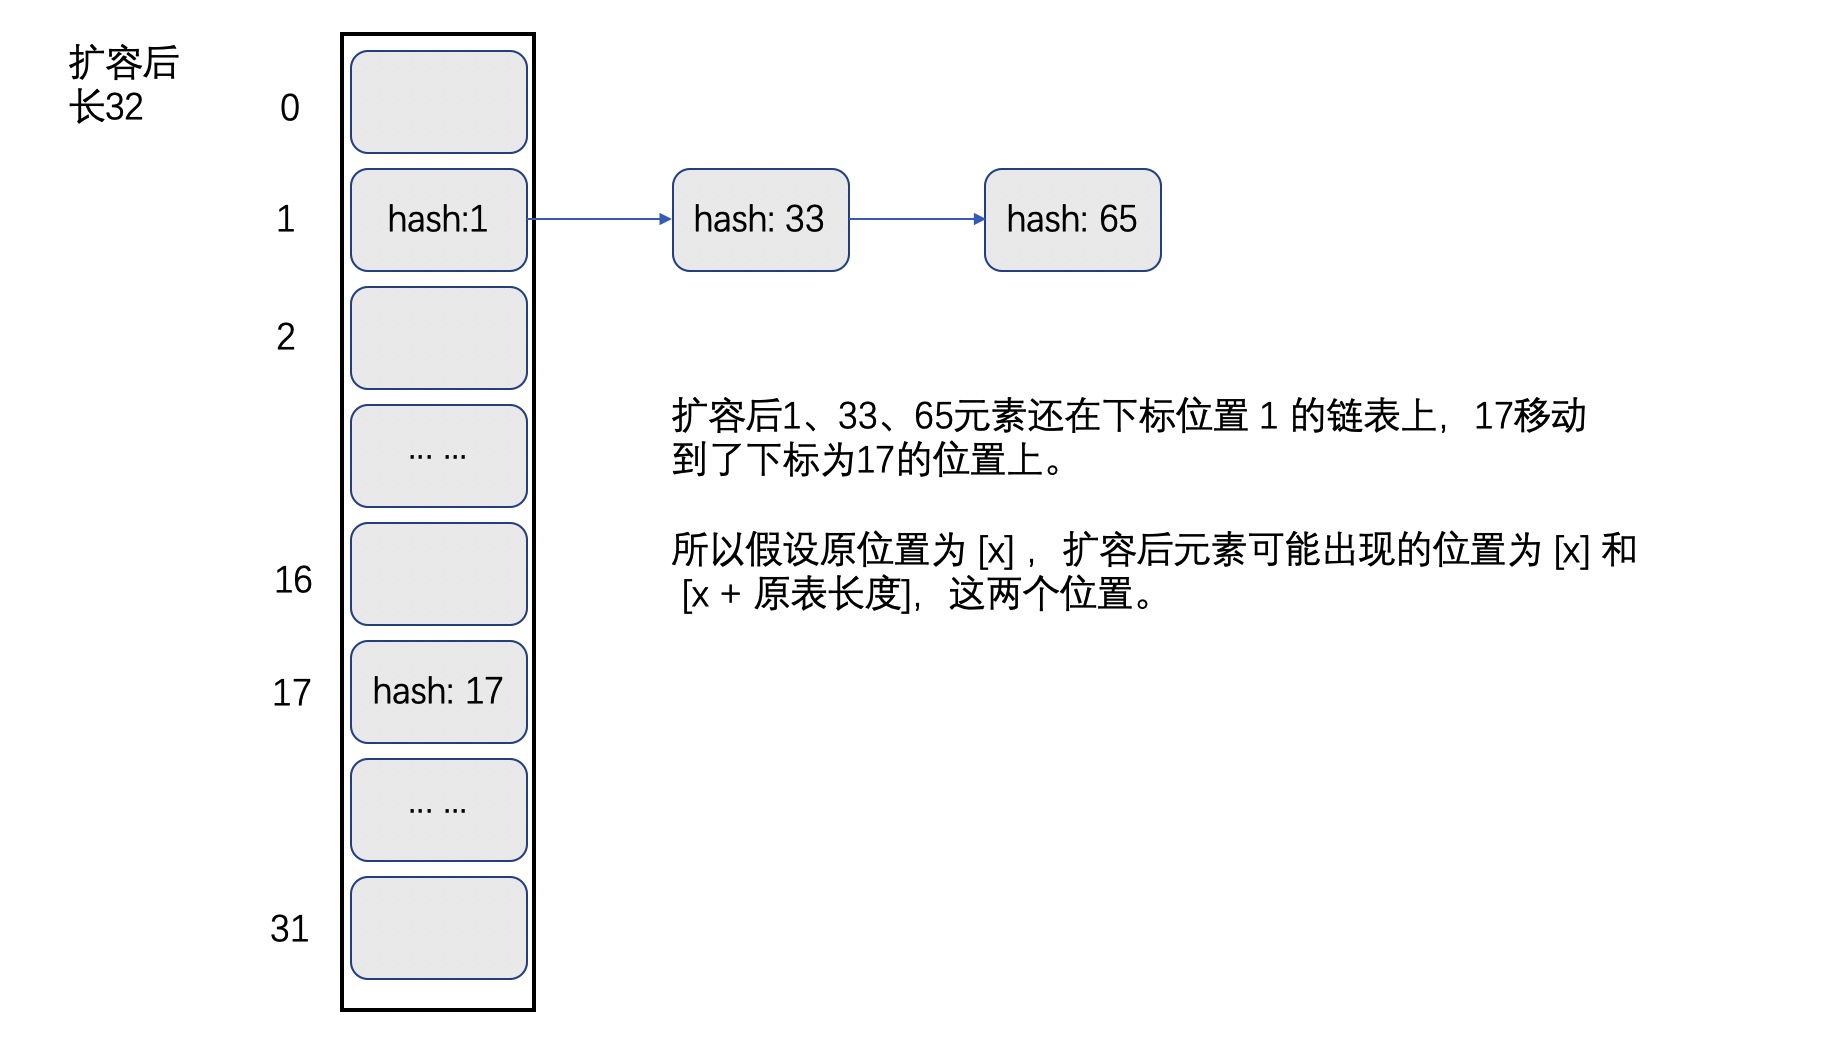 扩容后
长32
0
1
hash:1
hash: 33
hash: 65
2
... ...
扩容后1、33、65元素还在下标位置 1 的链表上，17移动
到了下标为17的位置上。
所以假设原位置为 [x] ，扩容后元素可能出现的位置为 [x] 和
[x + 原表长度]，这两个位置。
16
17
hash: 17
... ...
31